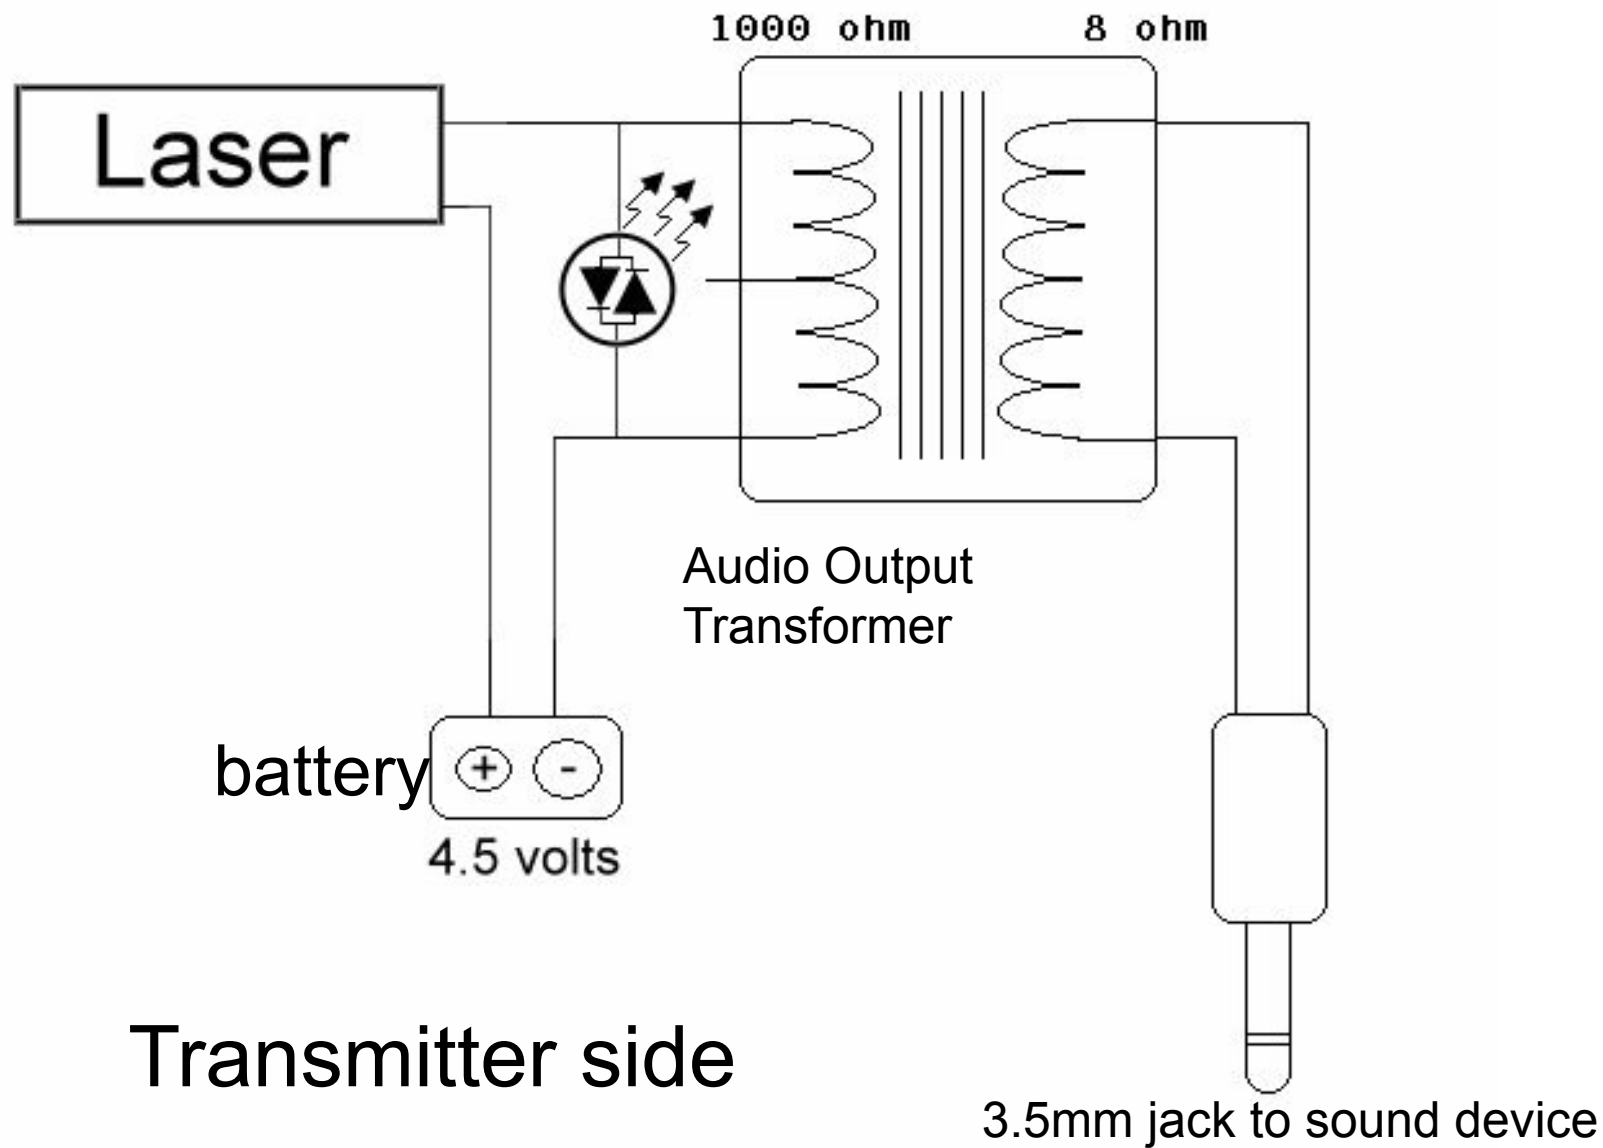 1000 ohm
8 ohm
Laser
Audio Output
Transformer
battery
+ -
4.5 volts
Transmitter side
3.5mm jack to sound device